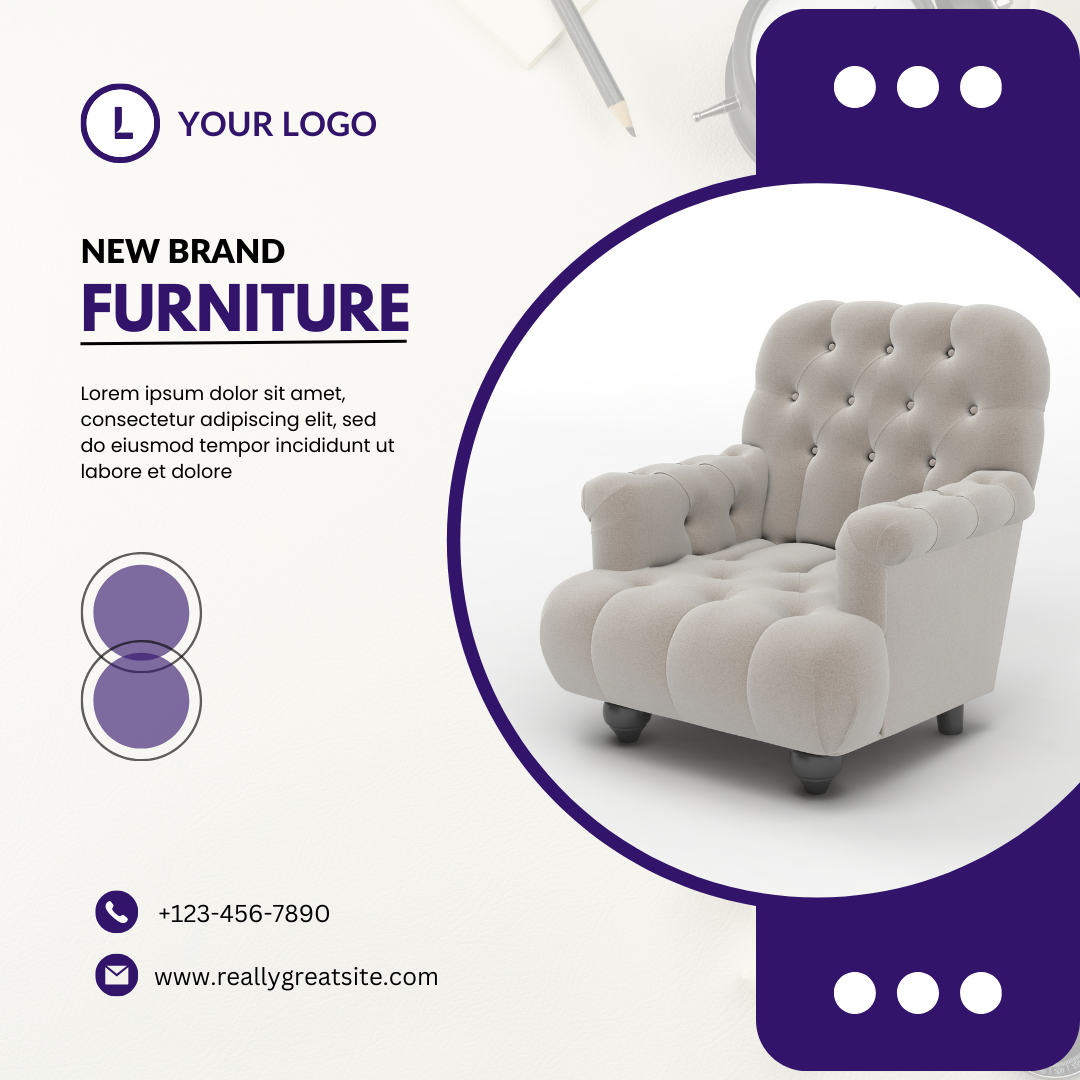 L
YOUR LOGO
NEW BRAND
FURNITURE
Lorem ipsum dolor sit amet,
consectetur adipiscing elit, sed
do eiusmod tempor incididunt ut
labore et dolore
+123-456-7890
www.reallygreatsite.com